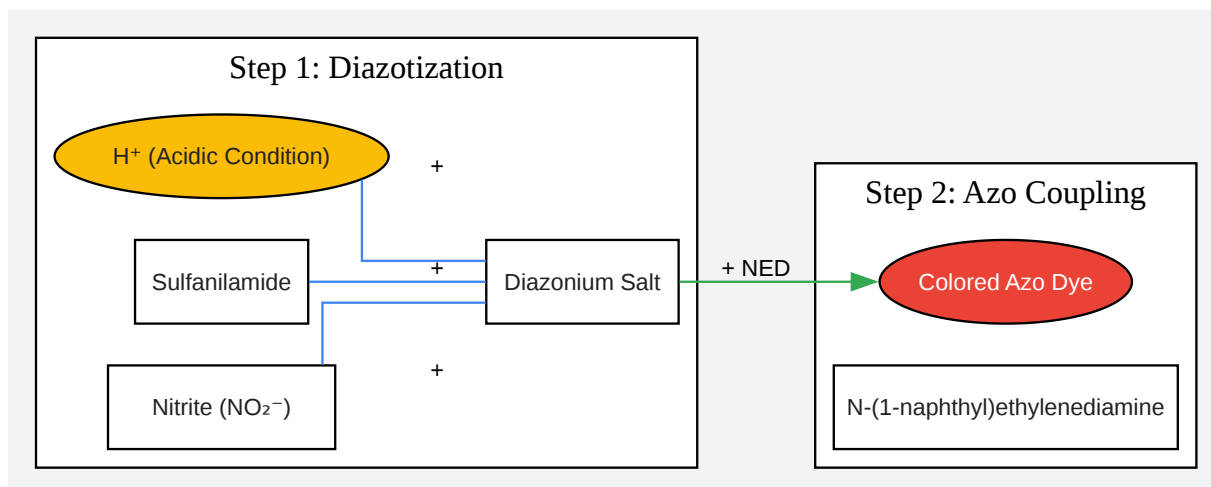 Step 1: Diazotization
H⁺ (Acidic Condition)
+
Sulfanilamide
+
Diazonium Salt
Nitrite (NO₂⁻)
+
+ NED
Step 2: Azo Coupling
Colored Azo Dye
N-(1-naphthyl)ethylenediamine